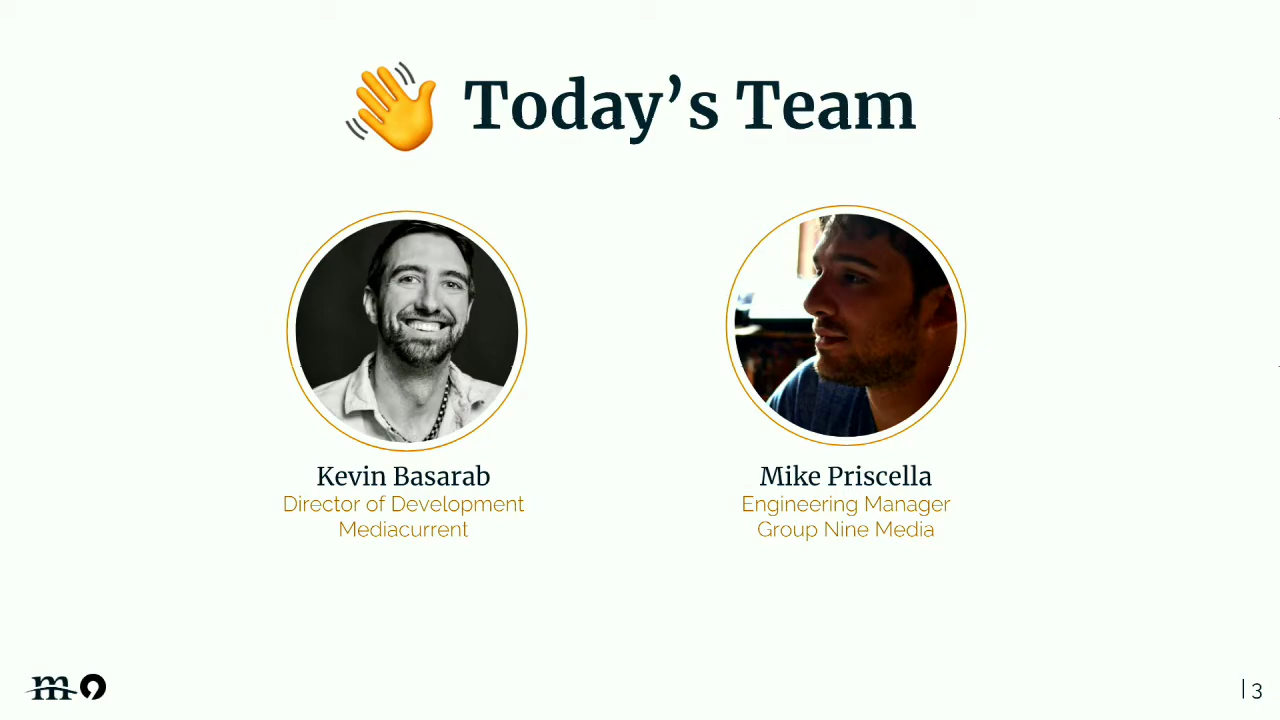 👋 Today’s Team
Kevin Basarab
Director of Development
Mediacurrent
Mike Priscella
Engineering Manager
Group Nine Media
m
| 3